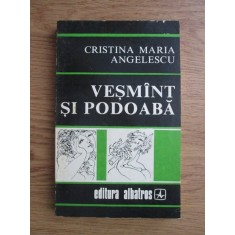 CRISTINA MARIA
ANGELESCU
VEȘMÎNT
ȘI PODOABĂ
editura albatros